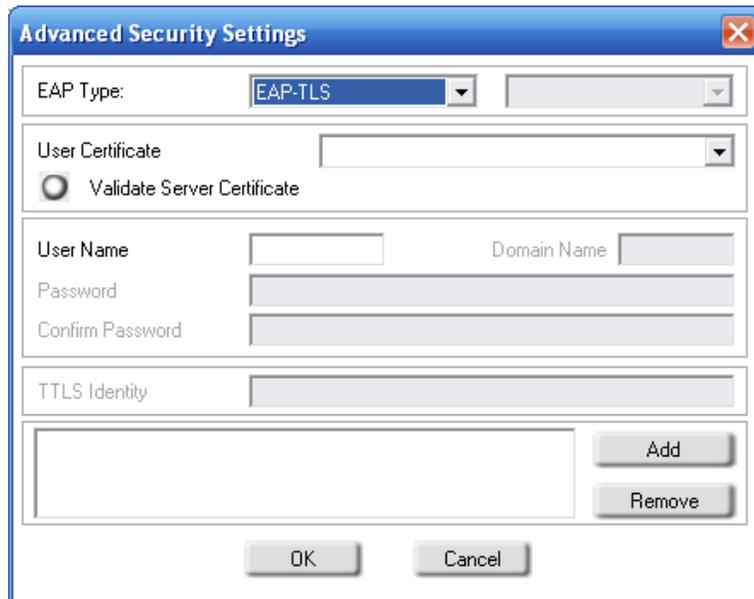 Advanced Security Settings
EAP Type: EAP-TLS
User Certificate
Validate Server Certificate
User Name Domain Name
Password
Confirm Password
TTLS Identity
Add
Remove
OK Cancel